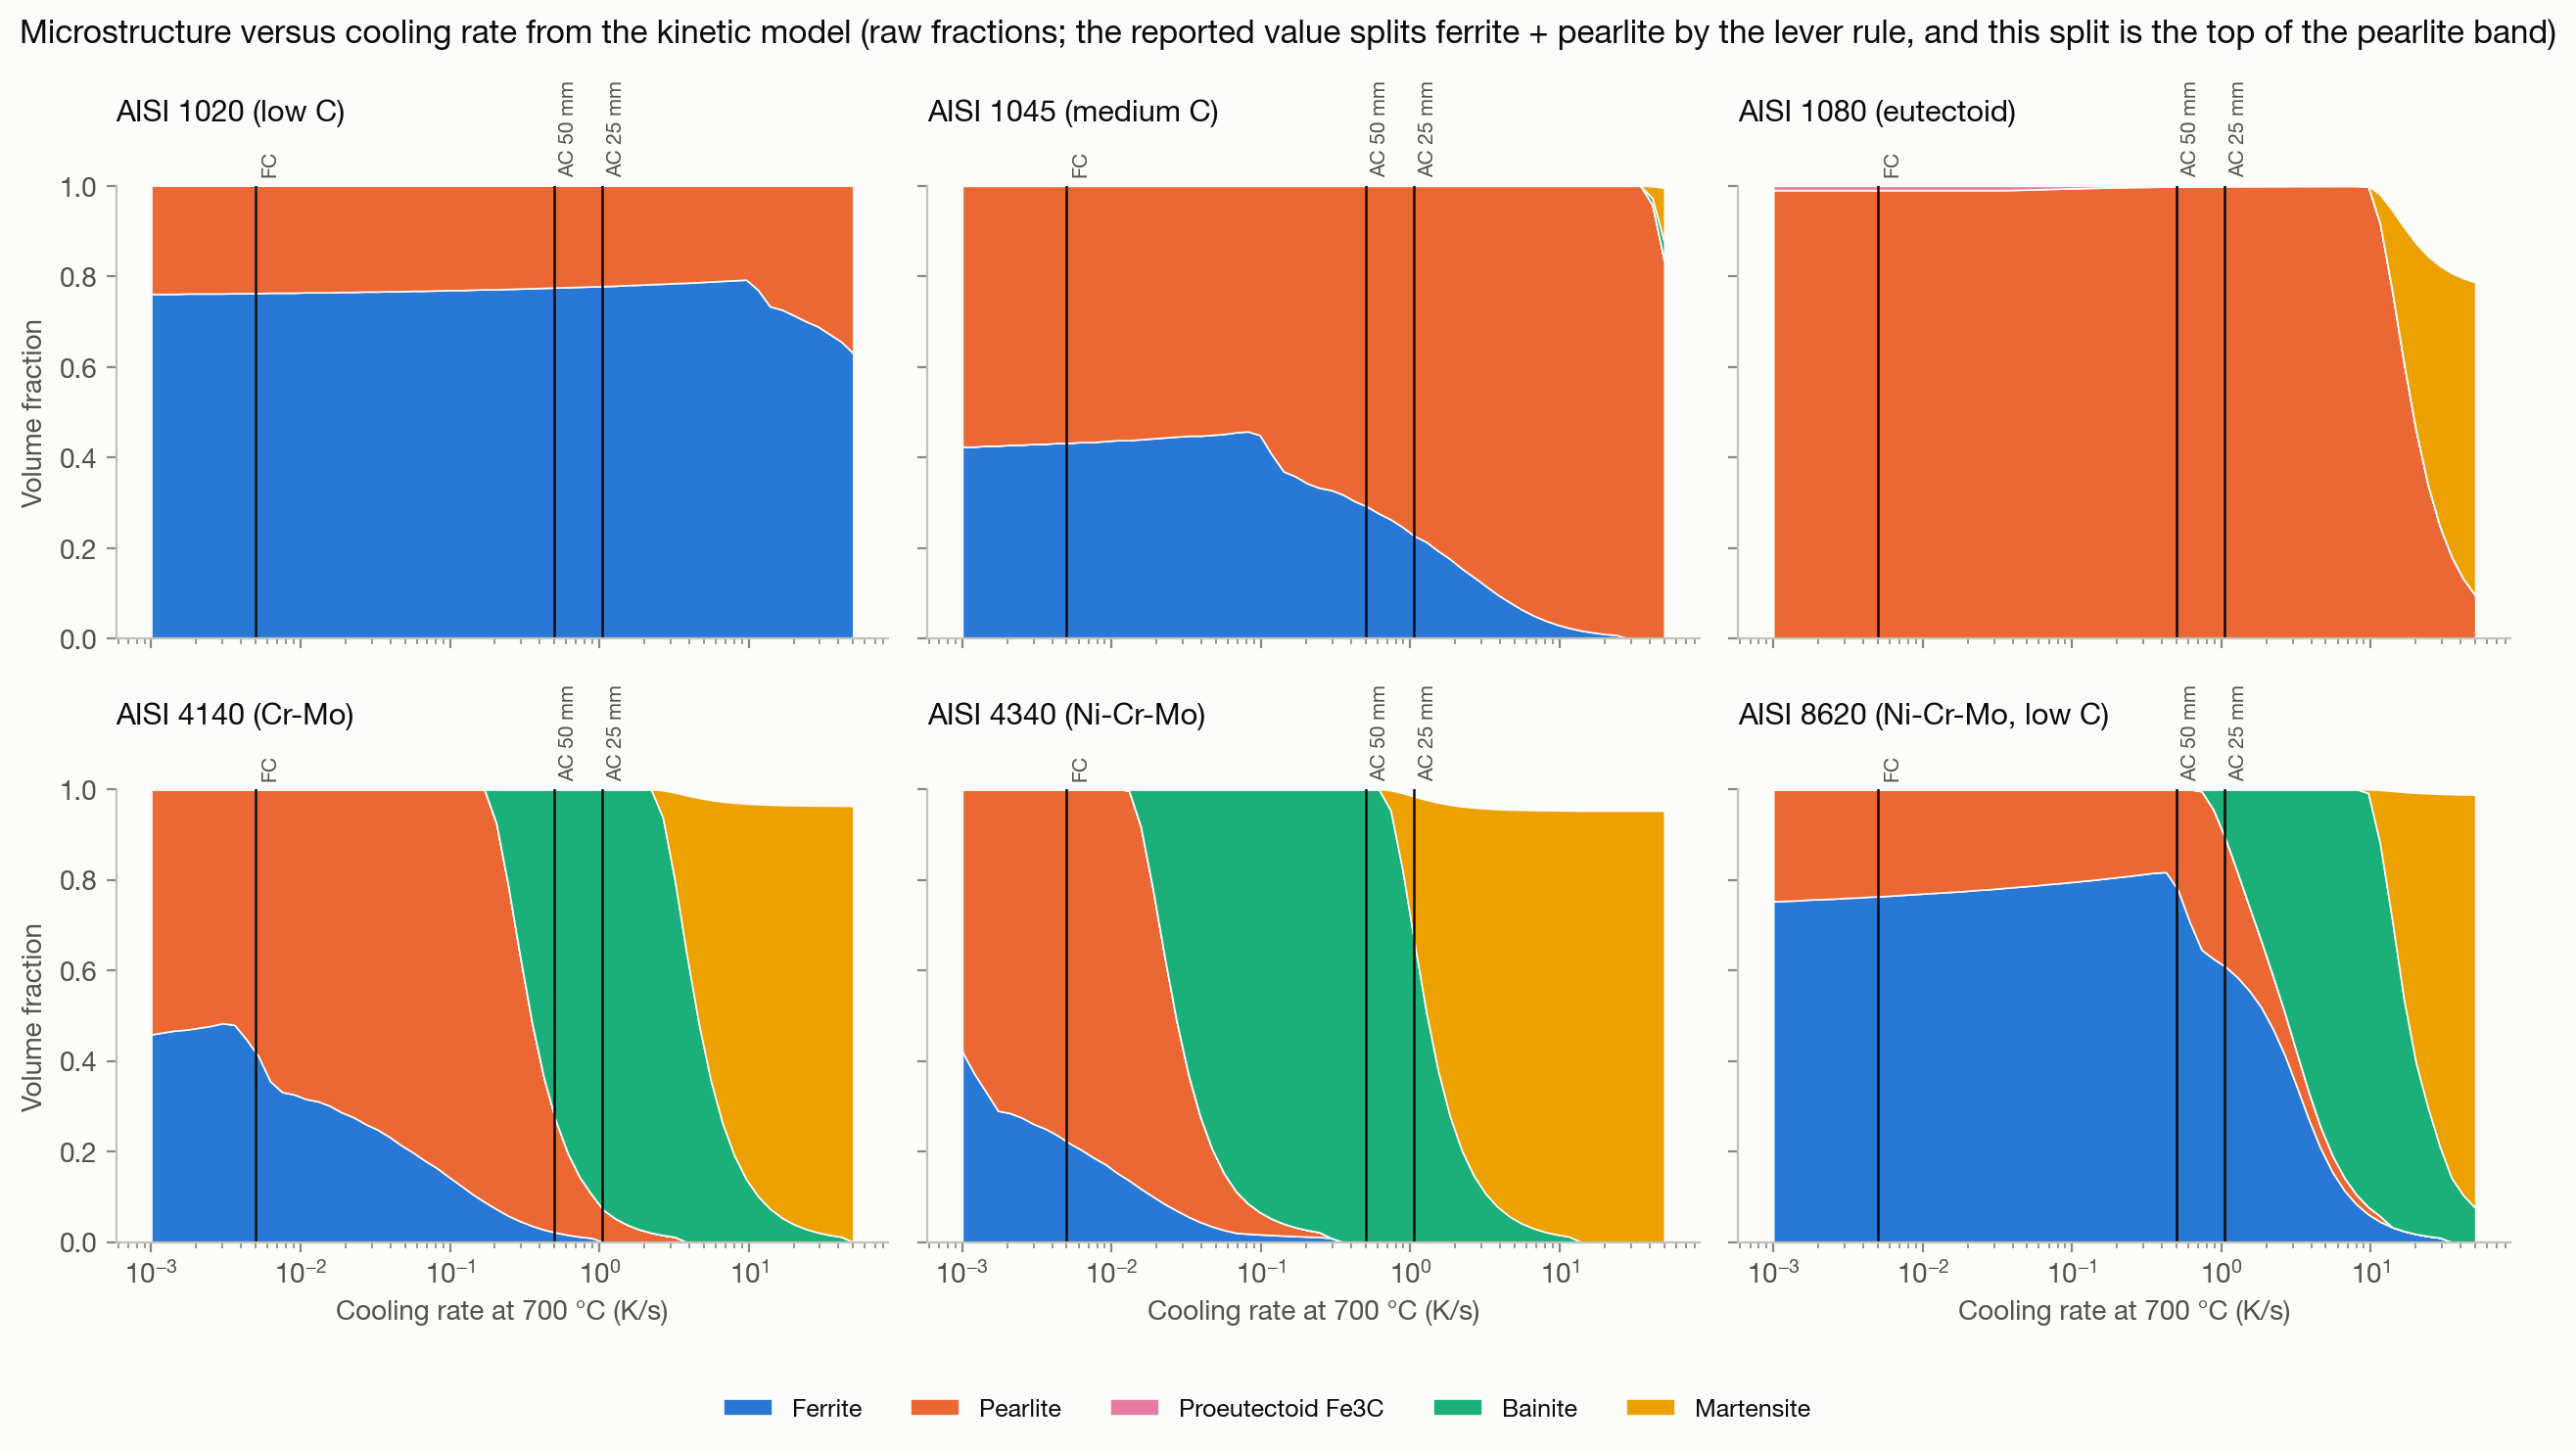 Microstructure versus cooling rate from the kinetic model (raw fractions; the reported value splits ferrite + pearlite by the lever rule, and this split is the top of the pearlite band)
AISI 1020 (low C)
FC
AC 50 mm
AC 25 mm
AISI 1045 (medium C)
FC
AC 50 mm
AC 25 mm
AISI 1080 (eutectoid)
FC
AC 50 mm
AC 25 mm
Volume fraction
1.0
0.8
0.6
0.4
0.2
0.0
AISI 4140 (Cr-Mo)
FC
AC 50 mm
AC 25 mm
AISI 4340 (Ni-Cr-Mo)
FC
AC 50 mm
AC 25 mm
AISI 8620 (Ni-Cr-Mo, low C)
FC
AC 50 mm
AC 25 mm
Volume fraction
1.0
0.8
0.6
0.4
0.2
0.0
10⁻³ 10⁻² 10⁻¹ 10⁰ 10¹
10⁻³ 10⁻² 10⁻¹ 10⁰ 10¹
10⁻³ 10⁻² 10⁻¹ 10⁰ 10¹
Cooling rate at 700 °C (K/s)
Cooling rate at 700 °C (K/s)
Cooling rate at 700 °C (K/s)
Ferrite Pearlite Proeutectoid Fe3C Bainite Martensite